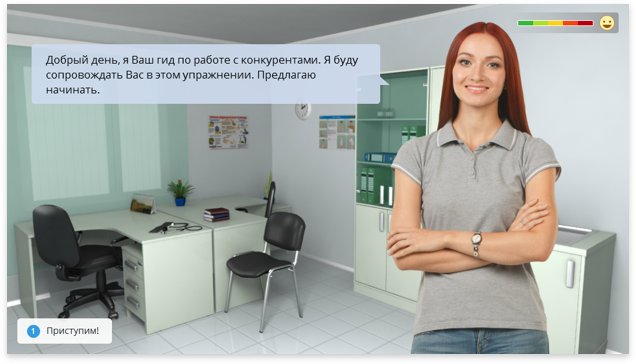 Добрый день, я Ваш гид по работе с конкурентами. Я буду
сопровождать Вас в этом упражнении. Предлагаю
начинать.
1 Приступим!